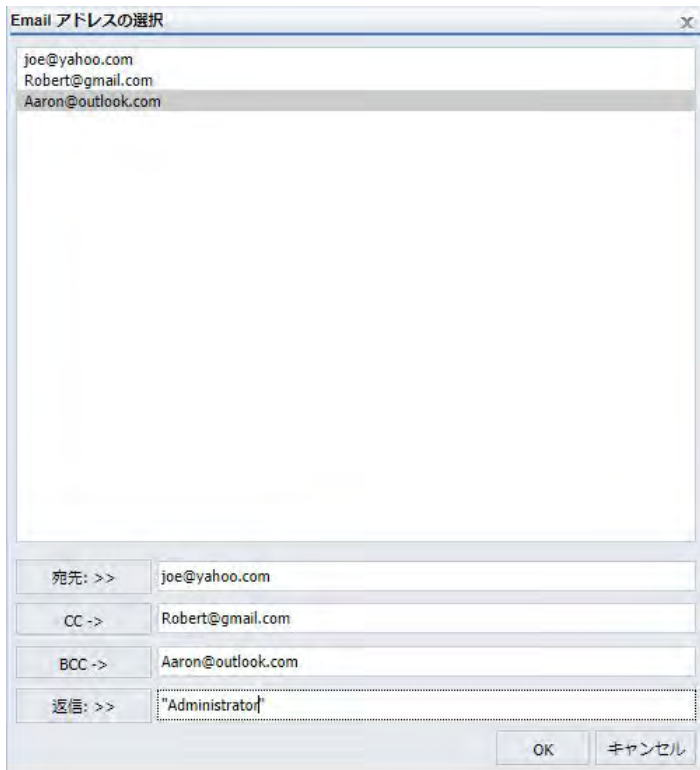 Email アドレスの選択
x
joe@yahoo.com
Robert@gmail.com
Aaron@outlook.com
宛先: >>
joe@yahoo.com
CC ->
Robert@gmail.com
BCC ->
Aaron@outlook.com
返信: >>
"Administrator"
OK
キャンセル